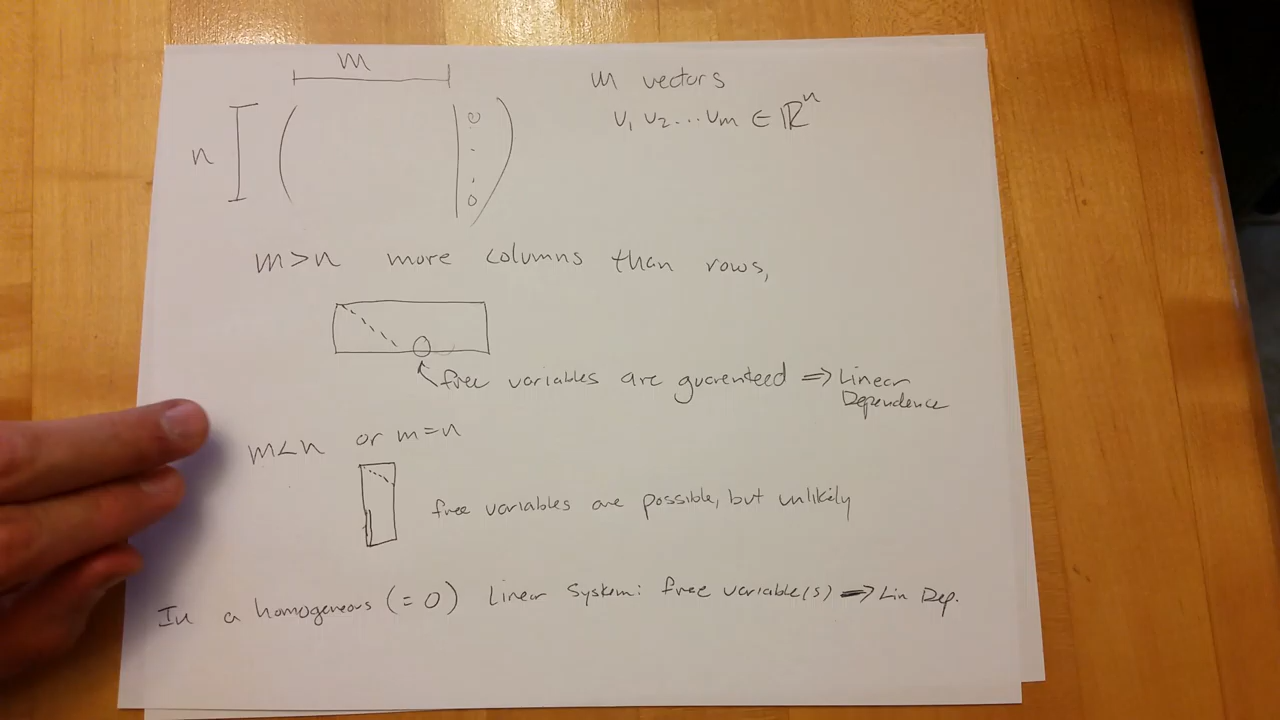 m
m vectors
v₁ v₂ ... vₘ ∈ ℝⁿ
n
0
.
.
0
m>n more columns than rows,
free variables are guarenteed ⇒ Linear
Dependence
m<n or m=n
free variables are possible, but unlikely
In a homogeneous (=0) Linear System: free variable(s) ⇒ Lin Dep.